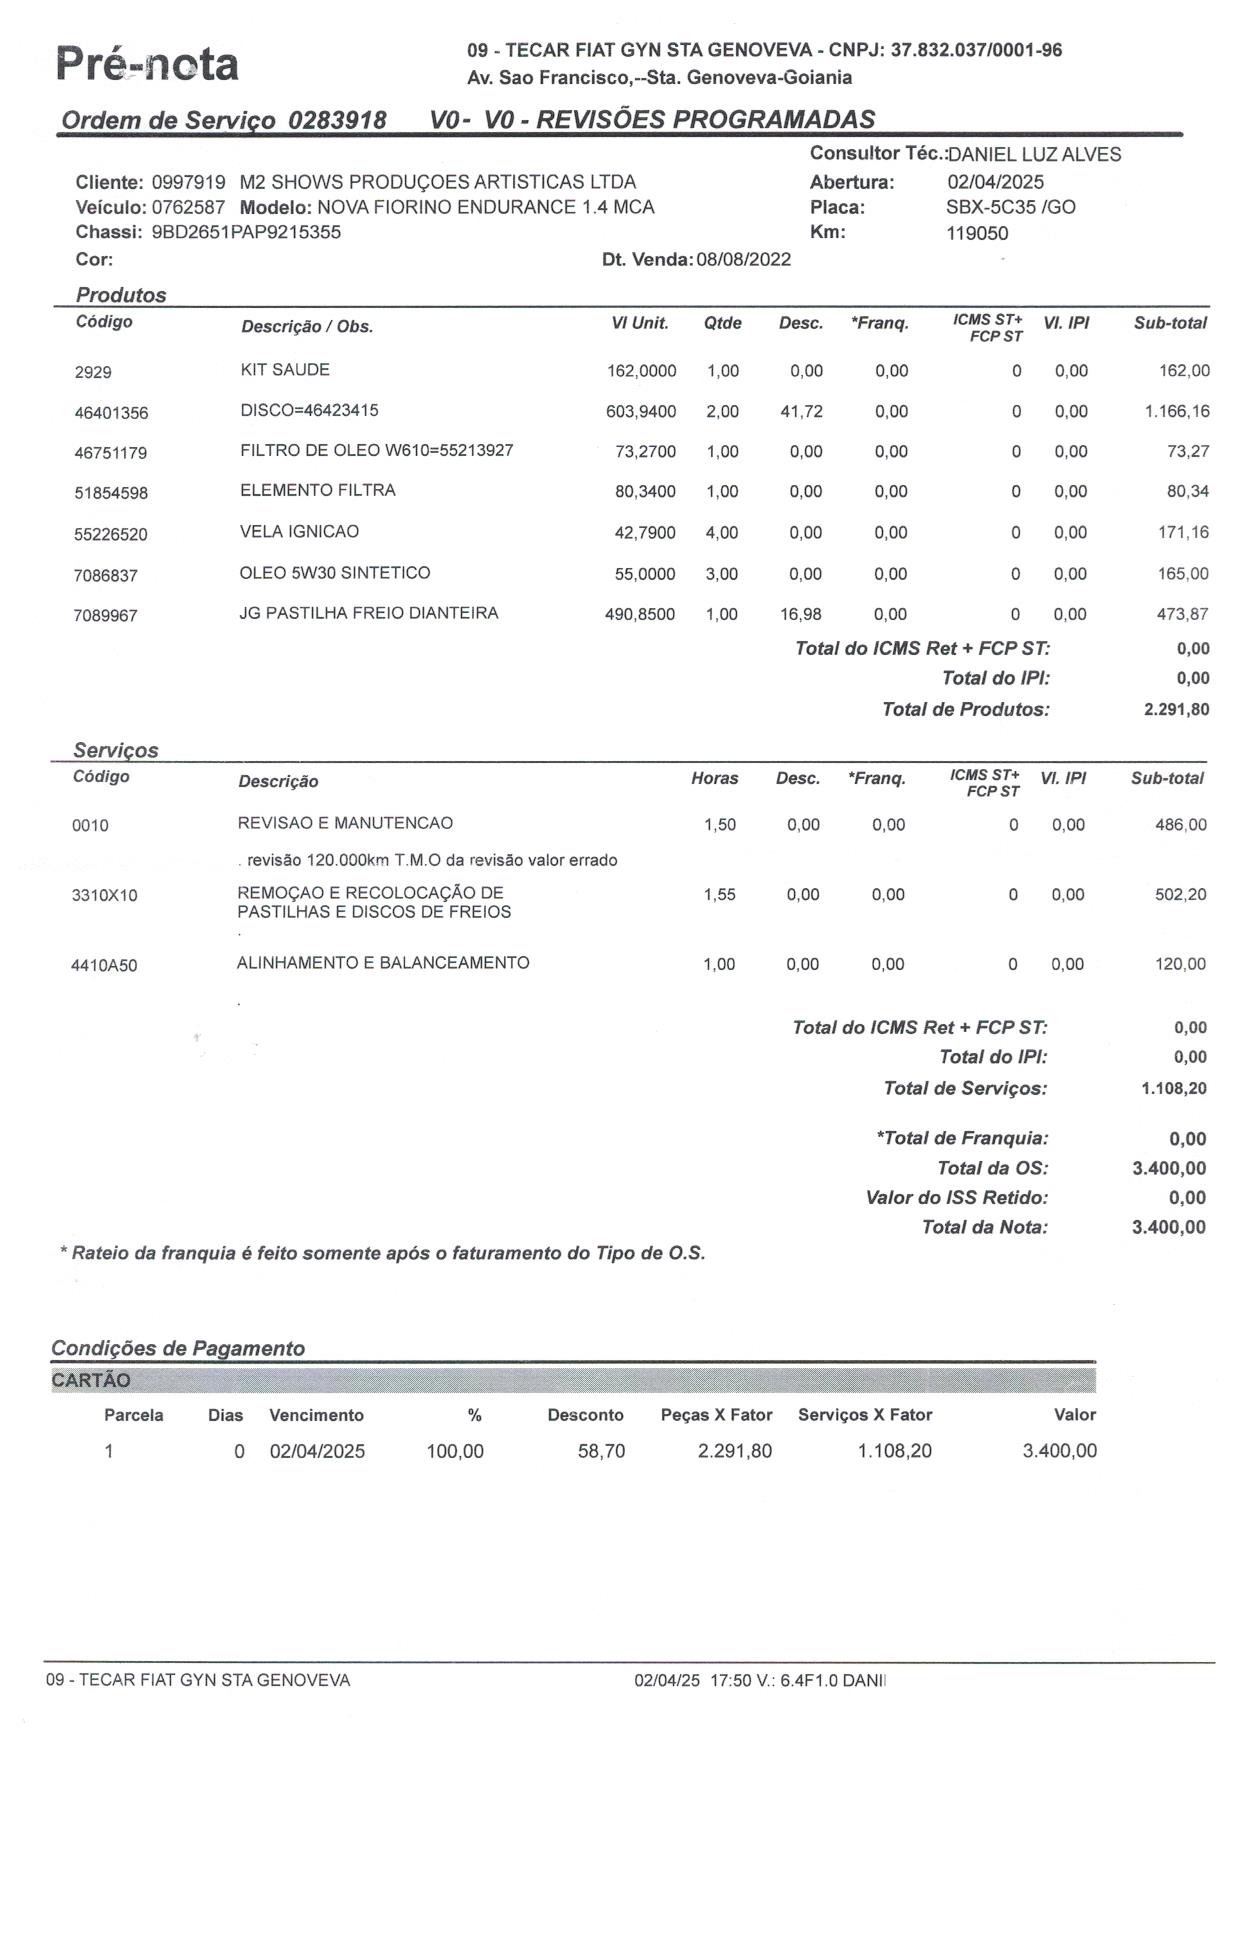 Pré-nota
09 - TECAR FIAT GYN STA GENOVEVA - CNPJ: 37.832.037/0001-96
Av. Sao Francisco,--Sta. Genoveva-Goiania
Ordem de Serviço 0283918 V0- V0 - REVISÕES PROGRAMADAS
Consultor Téc.:DANIEL LUZ ALVES
Cliente: 0997919 M2 SHOWS PRODUÇOES ARTISTICAS LTDA Abertura: 02/04/2025
Veículo: 0762587 Modelo: NOVA FIORINO ENDURANCE 1.4 MCA Placa: SBX-5C35 /GO
Chassi: 9BD2651PAP9215355 Km: 119050
Cor: Dt. Venda: 08/08/2022
Produtos
Código Descrição / Obs. Vl Unit. Qtde Desc. *Franq. ICMS ST+ FCP ST Vl. IPI Sub-total
2929 KIT SAUDE 162,0000 1,00 0,00 0,00 0 0,00 162,00
46401356 DISCO=46423415 603,9400 2,00 41,72 0,00 0 0,00 1.166,16
46751179 FILTRO DE OLEO W610=55213927 73,2700 1,00 0,00 0,00 0 0,00 73,27
51854598 ELEMENTO FILTRA 80,3400 1,00 0,00 0,00 0 0,00 80,34
55226520 VELA IGNICAO 42,7900 4,00 0,00 0,00 0 0,00 171,16
7086837 OLEO 5W30 SINTETICO 55,0000 3,00 0,00 0,00 0 0,00 165,00
7089967 JG PASTILHA FREIO DIANTEIRA 490,8500 1,00 16,98 0,00 0 0,00 473,87
Total do ICMS Ret + FCP ST: 0,00
Total do IPI: 0,00
Total de Produtos: 2.291,80
Serviços
Código Descrição Horas Desc. *Franq. ICMS ST+ FCP ST Vl. IPI Sub-total
0010 REVISAO E MANUTENCAO 1,50 0,00 0,00 0 0,00 486,00
. revisão 120.000km T.M.O da revisão valor errado
3310X10 REMOÇAO E RECOLOCAÇÃO DE 1,55 0,00 0,00 0 0,00 502,20
PASTILHAS E DISCOS DE FREIOS
.
4410A50 ALINHAMENTO E BALANCEAMENTO 1,00 0,00 0,00 0 0,00 120,00
.
Total do ICMS Ret + FCP ST: 0,00
Total do IPI: 0,00
Total de Serviços: 1.108,20
*Total de Franquia: 0,00
Total da OS: 3.400,00
Valor do ISS Retido: 0,00
Total da Nota: 3.400,00
* Rateio da franquia é feito somente após o faturamento do Tipo de O.S.
Condições de Pagamento
CARTÃO
Parcela Dias Vencimento % Desconto Peças X Fator Serviços X Fator Valor
1 0 02/04/2025 100,00 58,70 2.291,80 1.108,20 3.400,00
09 - TECAR FIAT GYN STA GENOVEVA 02/04/25 17:50 V.: 6.4F1.0 DANI